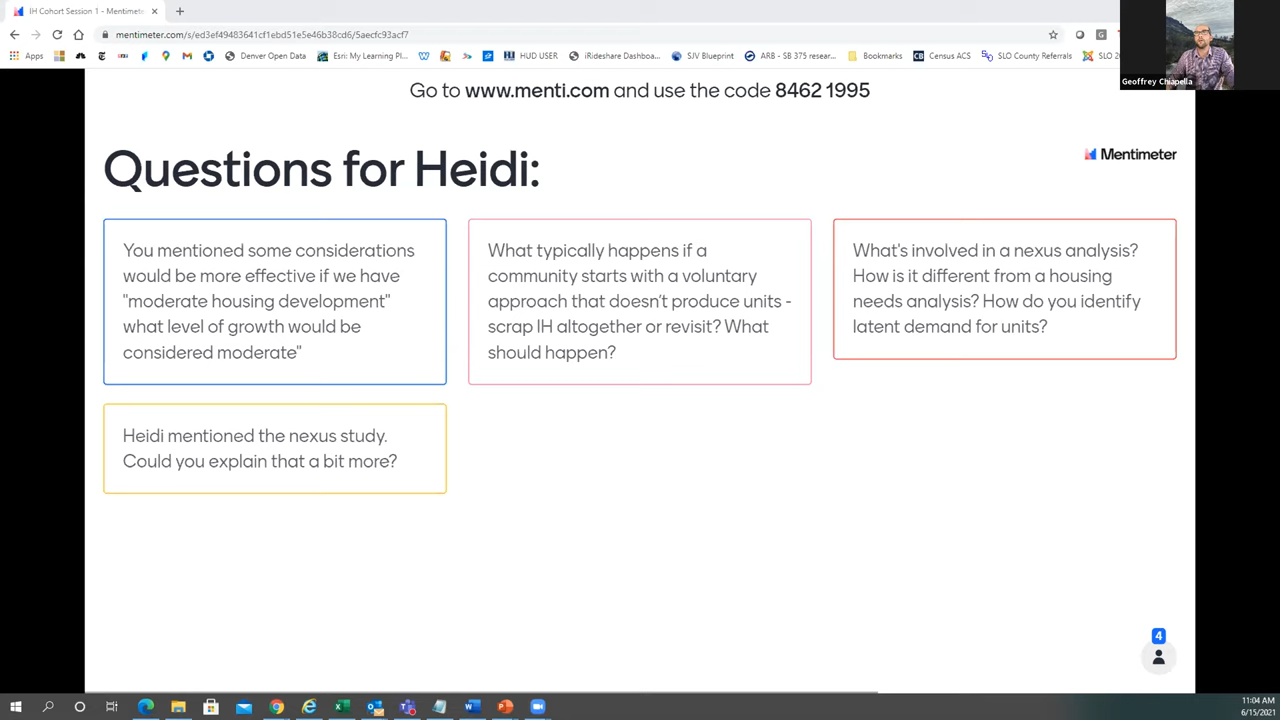 IH Cohort Session 1 - Mentimete
mentimeter.com/s/ed3ef49483641cf1ebd51e5e46b38cd6/5aecfc93acf7
Apps
Denver Open Data
Esri: My Learning Pl...
HUD USER
iRideshare Dashboa...
SJV Blueprint
ARB - SB 375 resear...
Bookmarks
Census ACS
SLO County Referrals
SLO 20
Geoffrey Chiapella
Go to www.menti.com and use the code 8462 1995
Mentimeter
Questions for Heidi:
You mentioned some considerations
would be more effective if we have
"moderate housing development"
what level of growth would be
considered moderate"
What typically happens if a
community starts with a voluntary
approach that doesn't produce units -
scrap IH altogether or revisit? What
should happen?
What's involved in a nexus analysis?
How is it different from a housing
needs analysis? How do you identify
latent demand for units?
Heidi mentioned the nexus study.
Could you explain that a bit more?
4
11:04 AM
6/15/2021